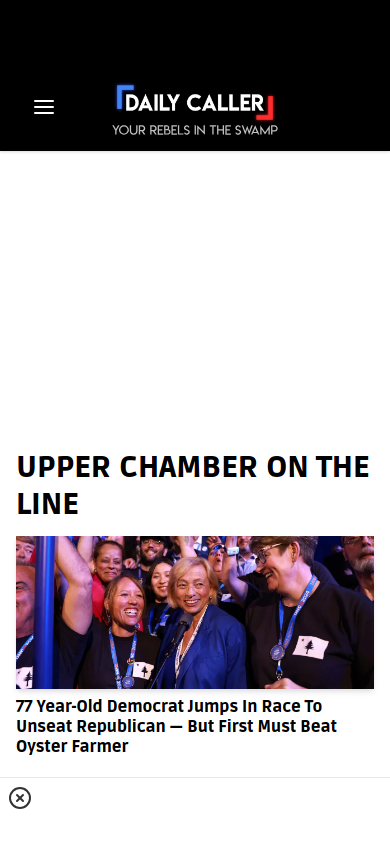 DAILY CALLER
YOUR REBELS IN THE SWAMP
UPPER CHAMBER ON THE
LINE
77 Year-Old Democrat Jumps In Race To
Unseat Republican — But First Must Beat
Oyster Farmer